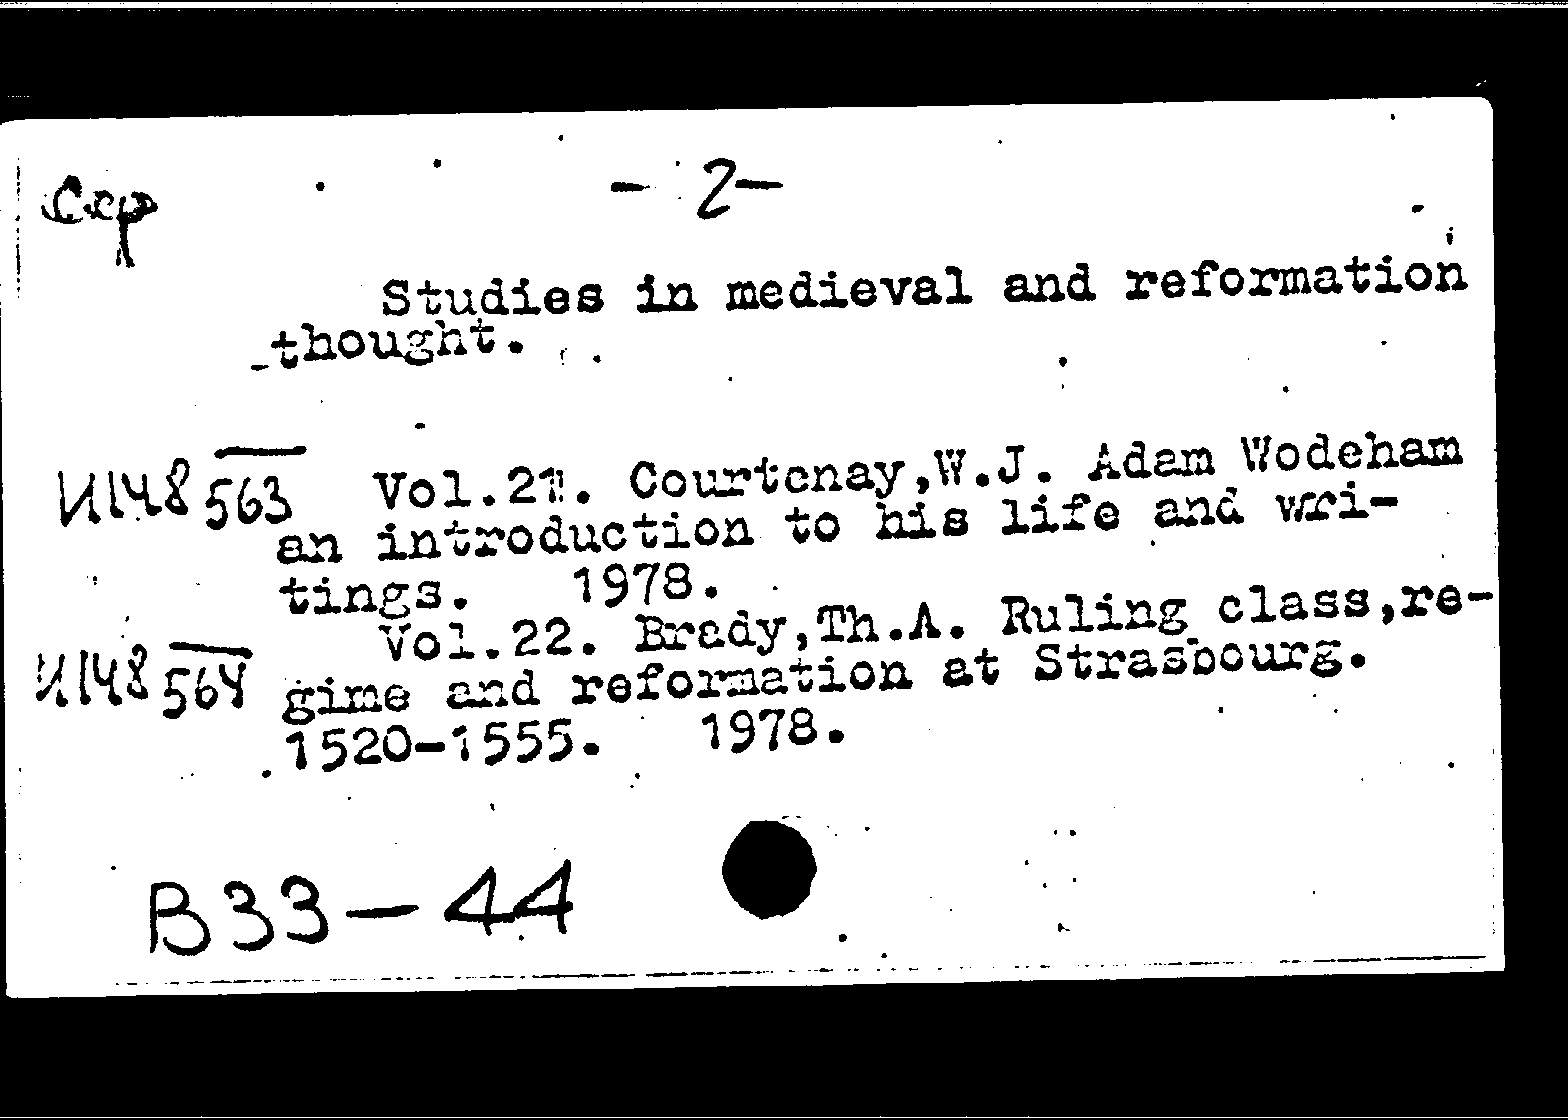 Сер
- 2 -
Studies in medieval and reformation
thought.
И148 563 Vol.21. Courtenay,W.J. Adam Wodeham
an introduction to his life and wri-
tings. 1978.
И148 564 Vol.22. Brady,Th.A. Ruling class,re-
gime and reformation at Strasbourg.
1520-1555. 1978.
B33-44